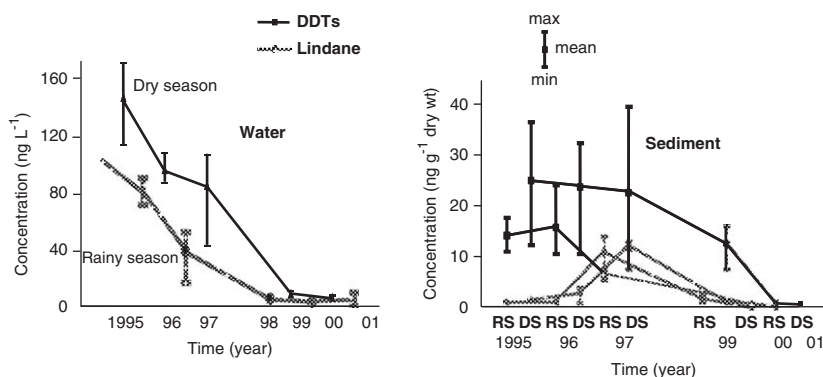 DDTs
Lindane
160
120
80
40
0
Concentration (ng L-1)
Dry season
Water
Rainy season
1995 96 97 98 99 00 01
Time (year)
max
mean
min
40
30
20
10
0
Concentration (ng g-1 dry wt)
Sediment
RS DS RS DS RS DS RS DS RS DS
1995 96 97 99 00 01
Time (year)